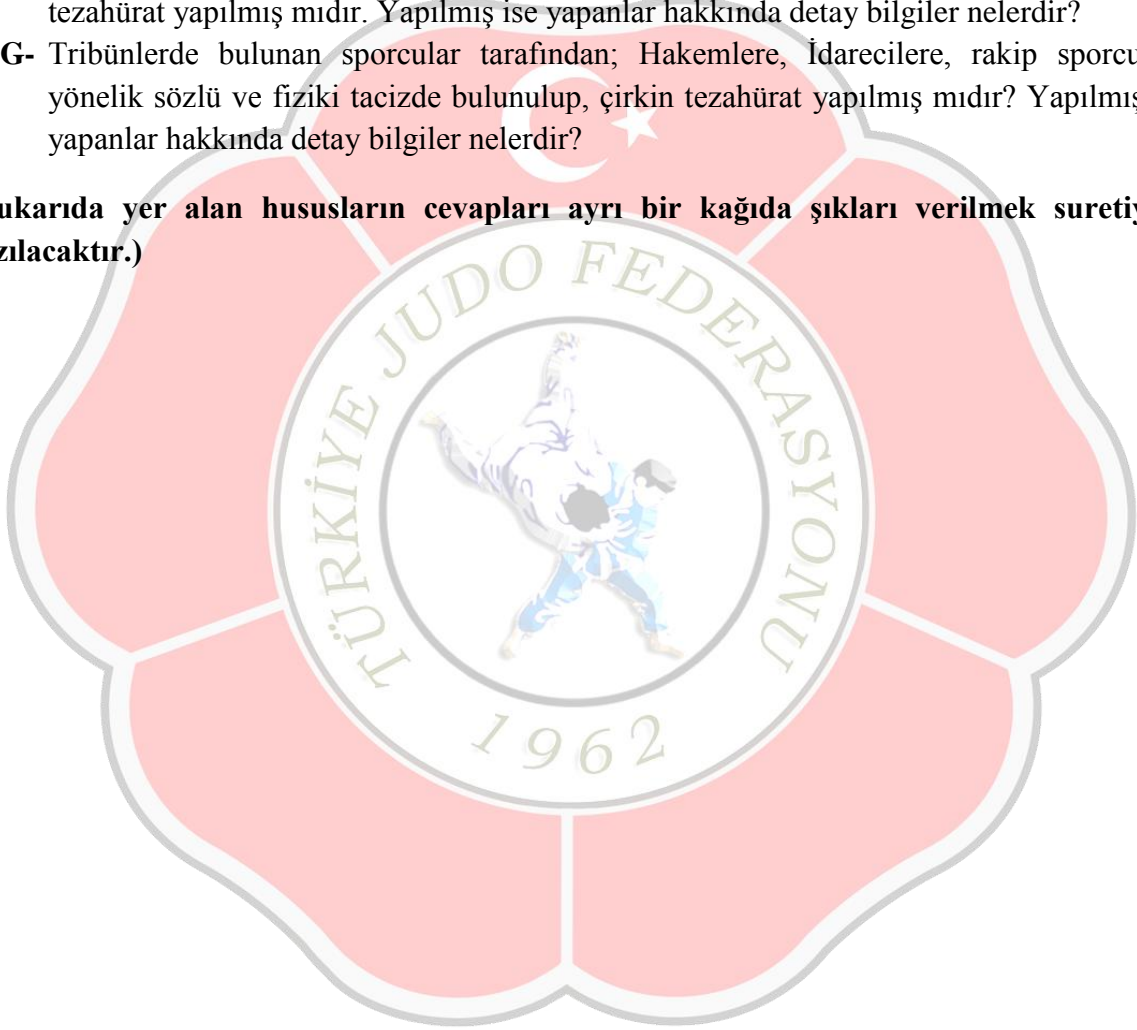 tezahürat yapılmış mıdır. Yapılmış ise yapanlar hakkında detay bilgiler nelerdir?
G- Tribünlerde bulunan sporcular tarafından; Hakemlere, İdarecilere, rakip sporcu
yönelik sözlü ve fiziki tacizde bulunulup, çirkin tezahürat yapılmış mıdır? Yapılmış
yapanlar hakkında detay bilgiler nelerdir?
ukarıda yer alan hususların cevapları ayrı bir kağıda şıkları verilmek suretiy
zılacaktır.)
TÜRKİYE JUDO FEDERASYONU
1962